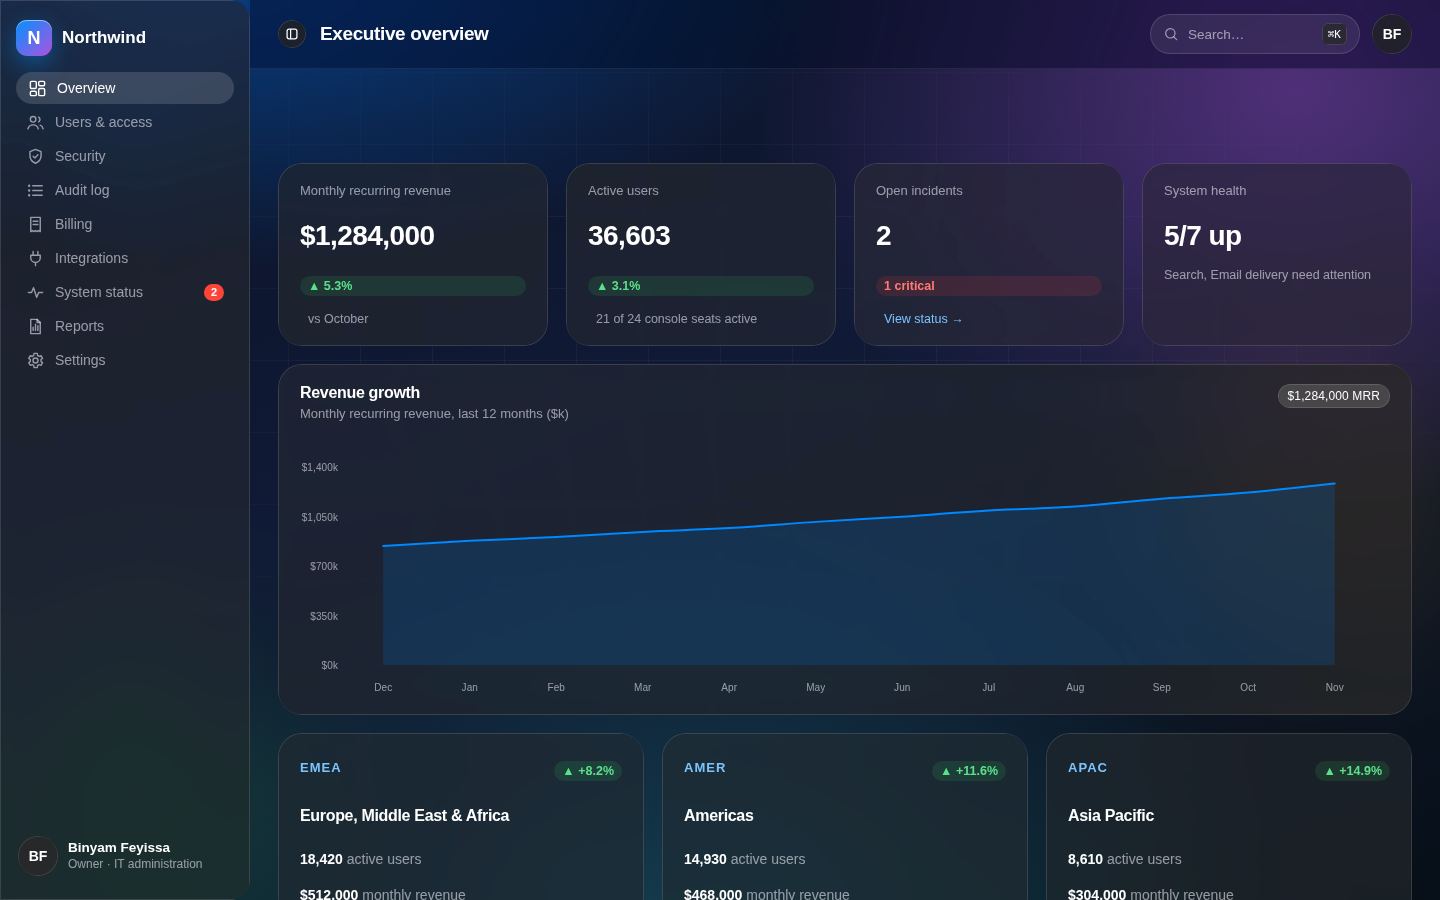 N Northwind
Overview
Users & access
Security
Audit log
Billing
Integrations
System status 2
Reports
Settings
BF Binyam Feyissa
Owner · IT administration
Executive overview
Search… ⌘K BF
Monthly recurring revenue
$1,284,000
▲ 5.3%
vs October
Active users
36,603
▲ 3.1%
21 of 24 console seats active
Open incidents
2
1 critical
View status →
System health
5/7 up
Search, Email delivery need attention
Revenue growth
Monthly recurring revenue, last 12 months ($k)
$1,284,000 MRR
$1,400k
$1,050k
$700k
$350k
$0k
Dec Jan Feb Mar Apr May Jun Jul Aug Sep Oct Nov
EMEA ▲ +8.2%
Europe, Middle East & Africa
18,420 active users
$512,000 monthly revenue
AMER ▲ +11.6%
Americas
14,930 active users
$468,000 monthly revenue
APAC ▲ +14.9%
Asia Pacific
8,610 active users
$304,000 monthly revenue